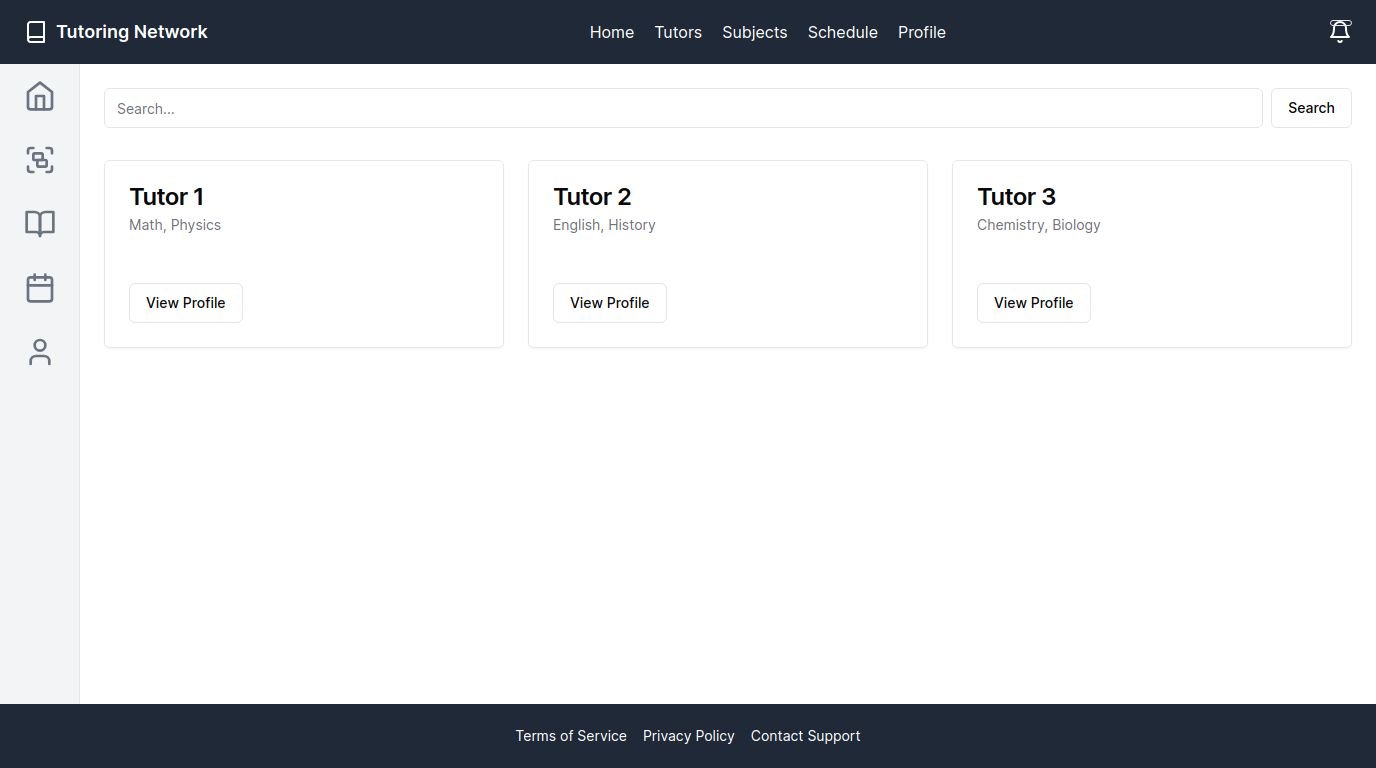 Tutoring Network
Home Tutors Subjects Schedule Profile
Search...
Search
Tutor 1
Math, Physics
View Profile
Tutor 2
English, History
View Profile
Tutor 3
Chemistry, Biology
View Profile
Terms of Service Privacy Policy Contact Support